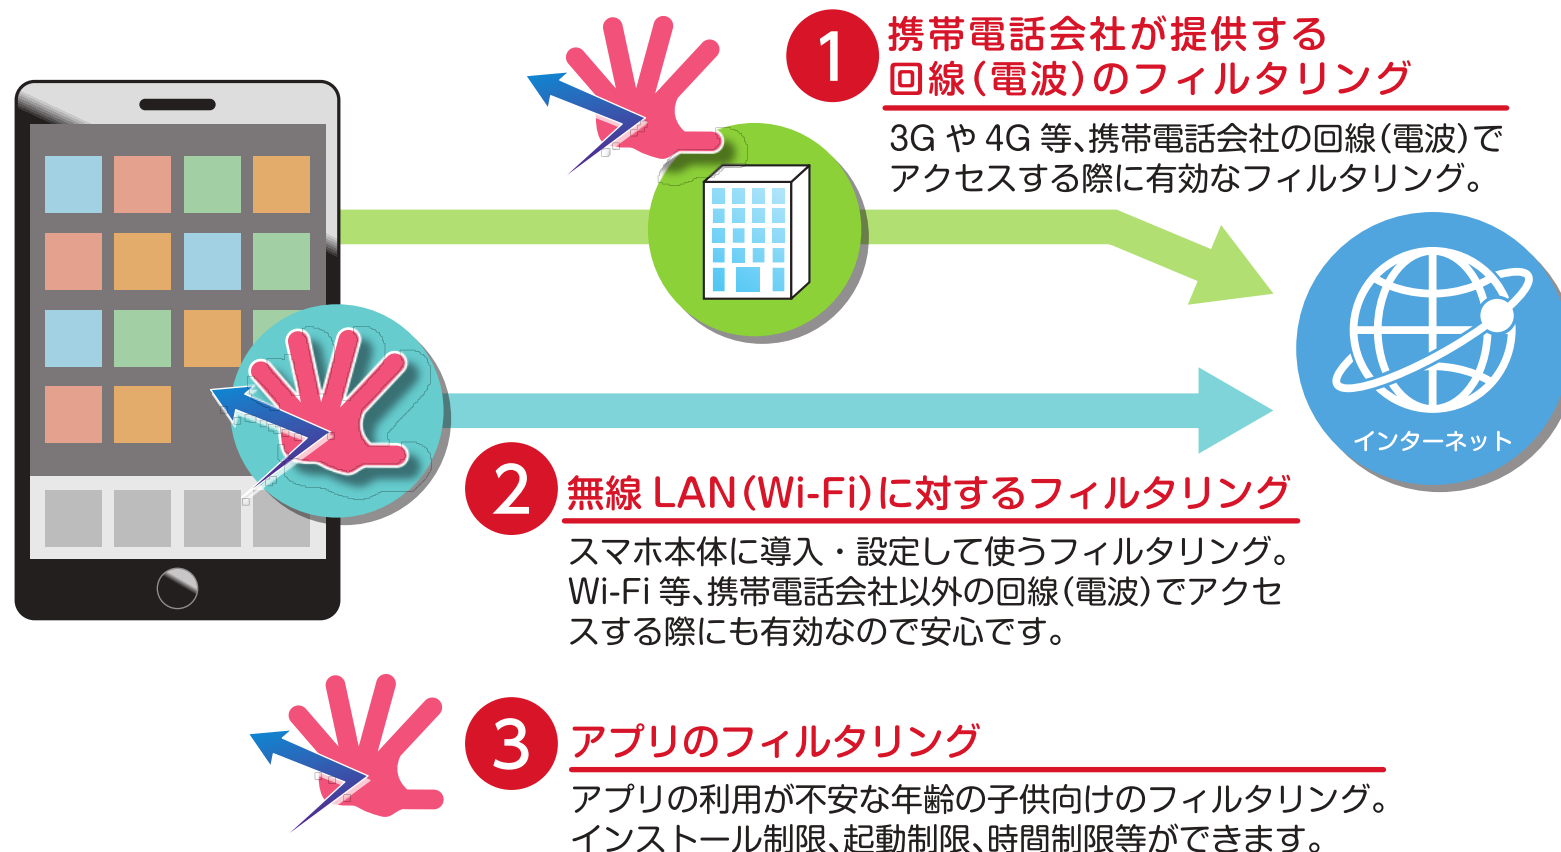 1 携帯電話会社が提供する
回線(電波)のフィルタリング
3G や 4G 等、携帯電話会社の回線(電波)で
アクセスする際に有効なフィルタリング。
インターネット
2 無線 LAN(Wi-Fi)に対するフィルタリング
スマホ本体に導入・設定して使うフィルタリング。
Wi-Fi 等、携帯電話会社以外の回線(電波)でアクセ
スする際にも有効なので安心です。
3 アプリのフィルタリング
アプリの利用が不安な年齢の子供向けのフィルタリング。
インストール制限、起動制限、時間制限等ができます。